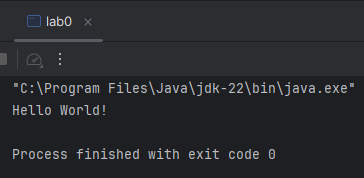 lab0
"C:\Program Files\Java\jdk-22\bin\java.exe"
Hello World!
Process finished with exit code 0